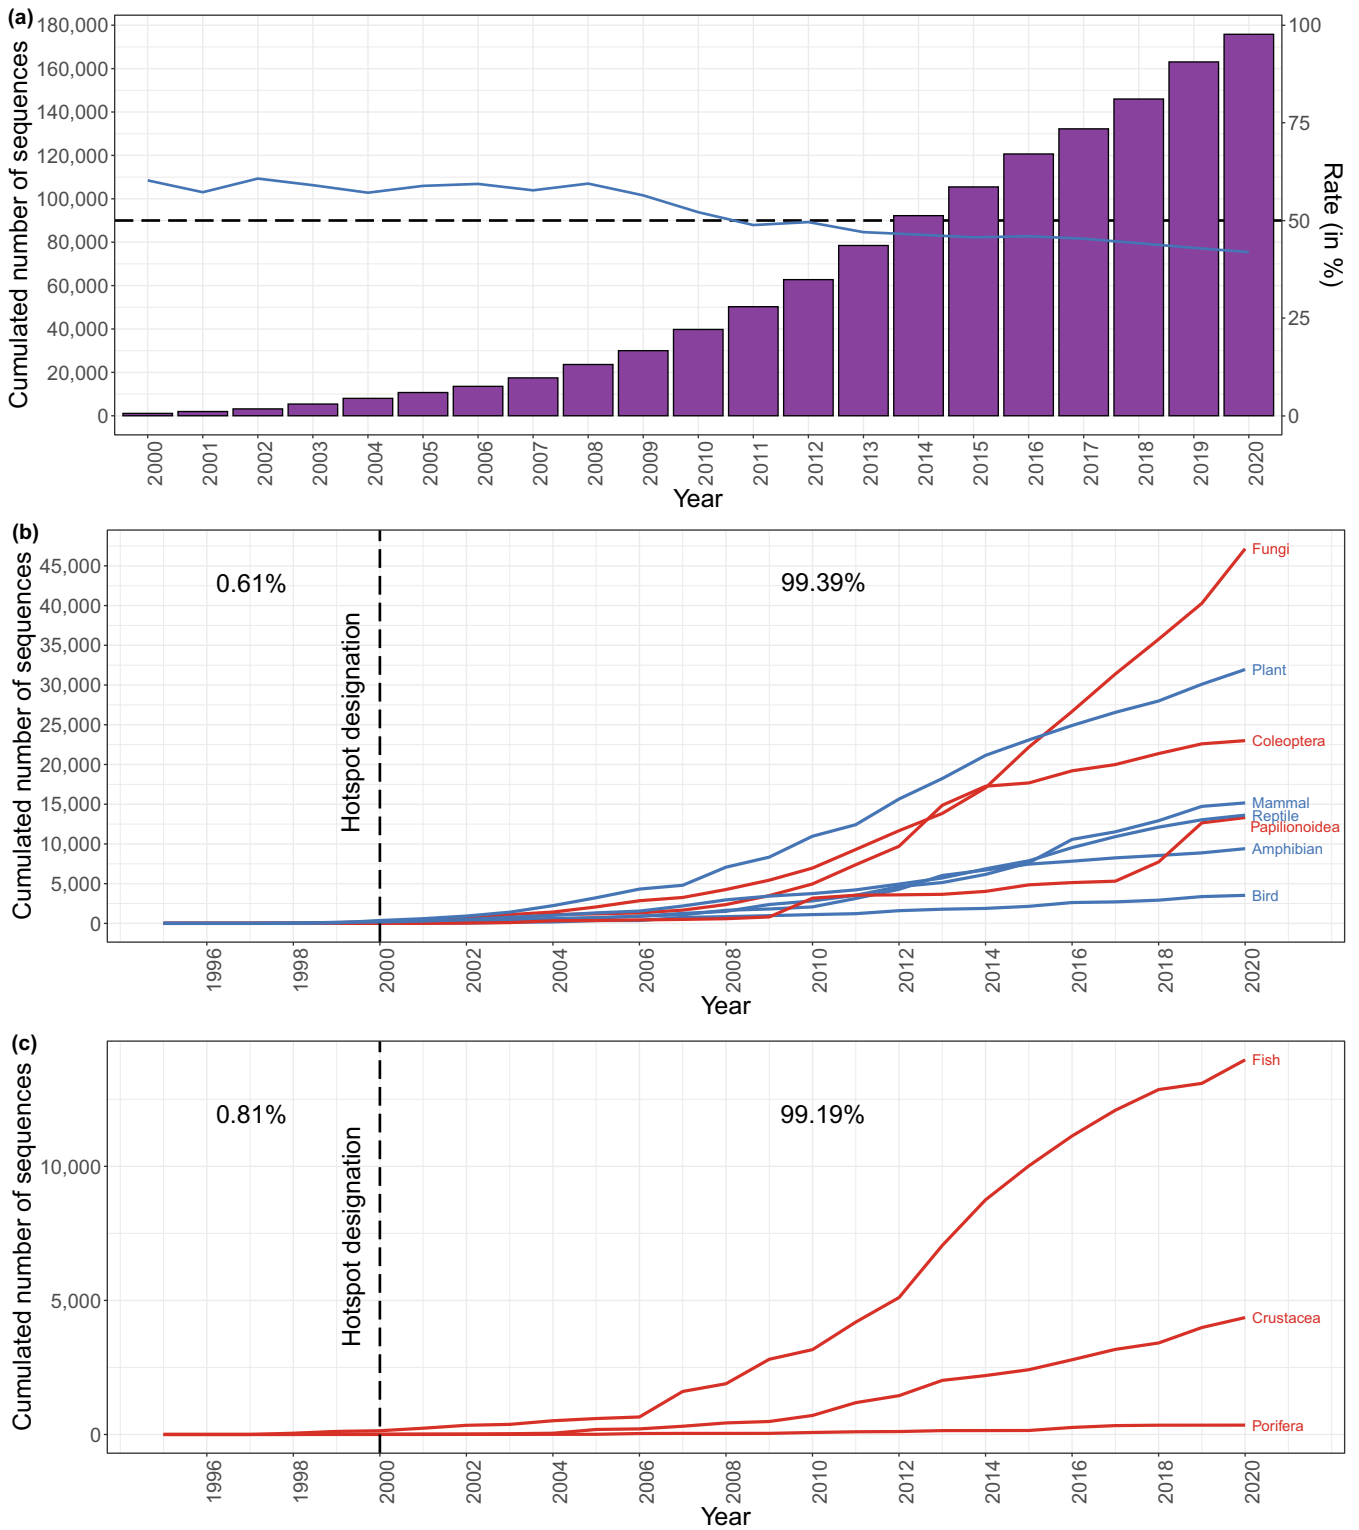 (a)
180,000
160,000
140,000
120,000
100,000
80,000
60,000
40,000
20,000
0
Cumulated number of sequences
100
75
50
25
0
Rate (in %)
2000 2001 2002 2003 2004 2005 2006 2007 2008 2009 2010 2011 2012 2013 2014 2015 2016 2017 2018 2019 2020
Year
(b)
45,000
40,000
35,000
30,000
25,000
20,000
15,000
10,000
5,000
0
Cumulated number of sequences
0.61%
99.39%
Hotspot designation
Fungi
Plant
Coleoptera
Mammal
Reptile
Papilionoidea
Amphibian
Bird
1996 1998 2000 2002 2004 2006 2008 2010 2012 2014 2016 2018 2020
Year
(c)
10,000
5,000
0
Cumulated number of sequences
0.81%
99.19%
Hotspot designation
Fish
Crustacea
Porifera
1996 1998 2000 2002 2004 2006 2008 2010 2012 2014 2016 2018 2020
Year